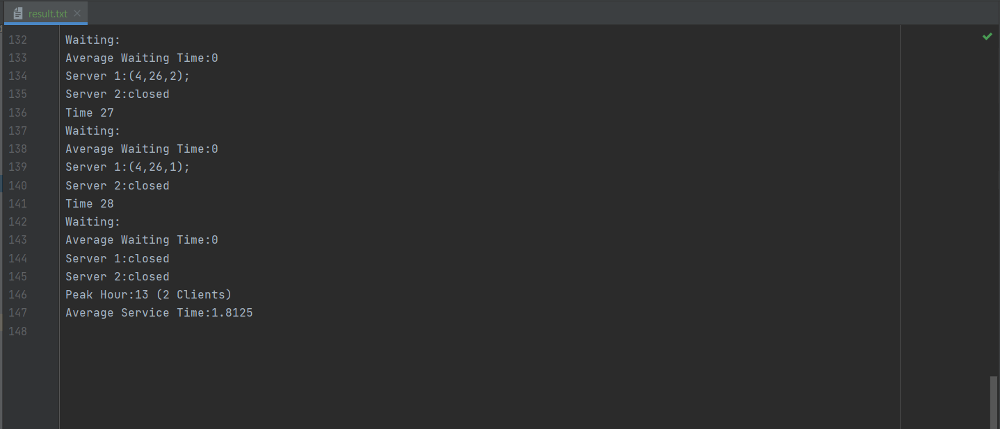 result.txt
132 Waiting:
133 Average Waiting Time:0
134 Server 1:(4,26,2);
135 Server 2:closed
136 Time 27
137 Waiting:
138 Average Waiting Time:0
139 Server 1:(4,26,1);
140 Server 2:closed
141 Time 28
142 Waiting:
143 Average Waiting Time:0
144 Server 1:closed
145 Server 2:closed
146 Peak Hour:13 (2 Clients)
147 Average Service Time:1.8125
148